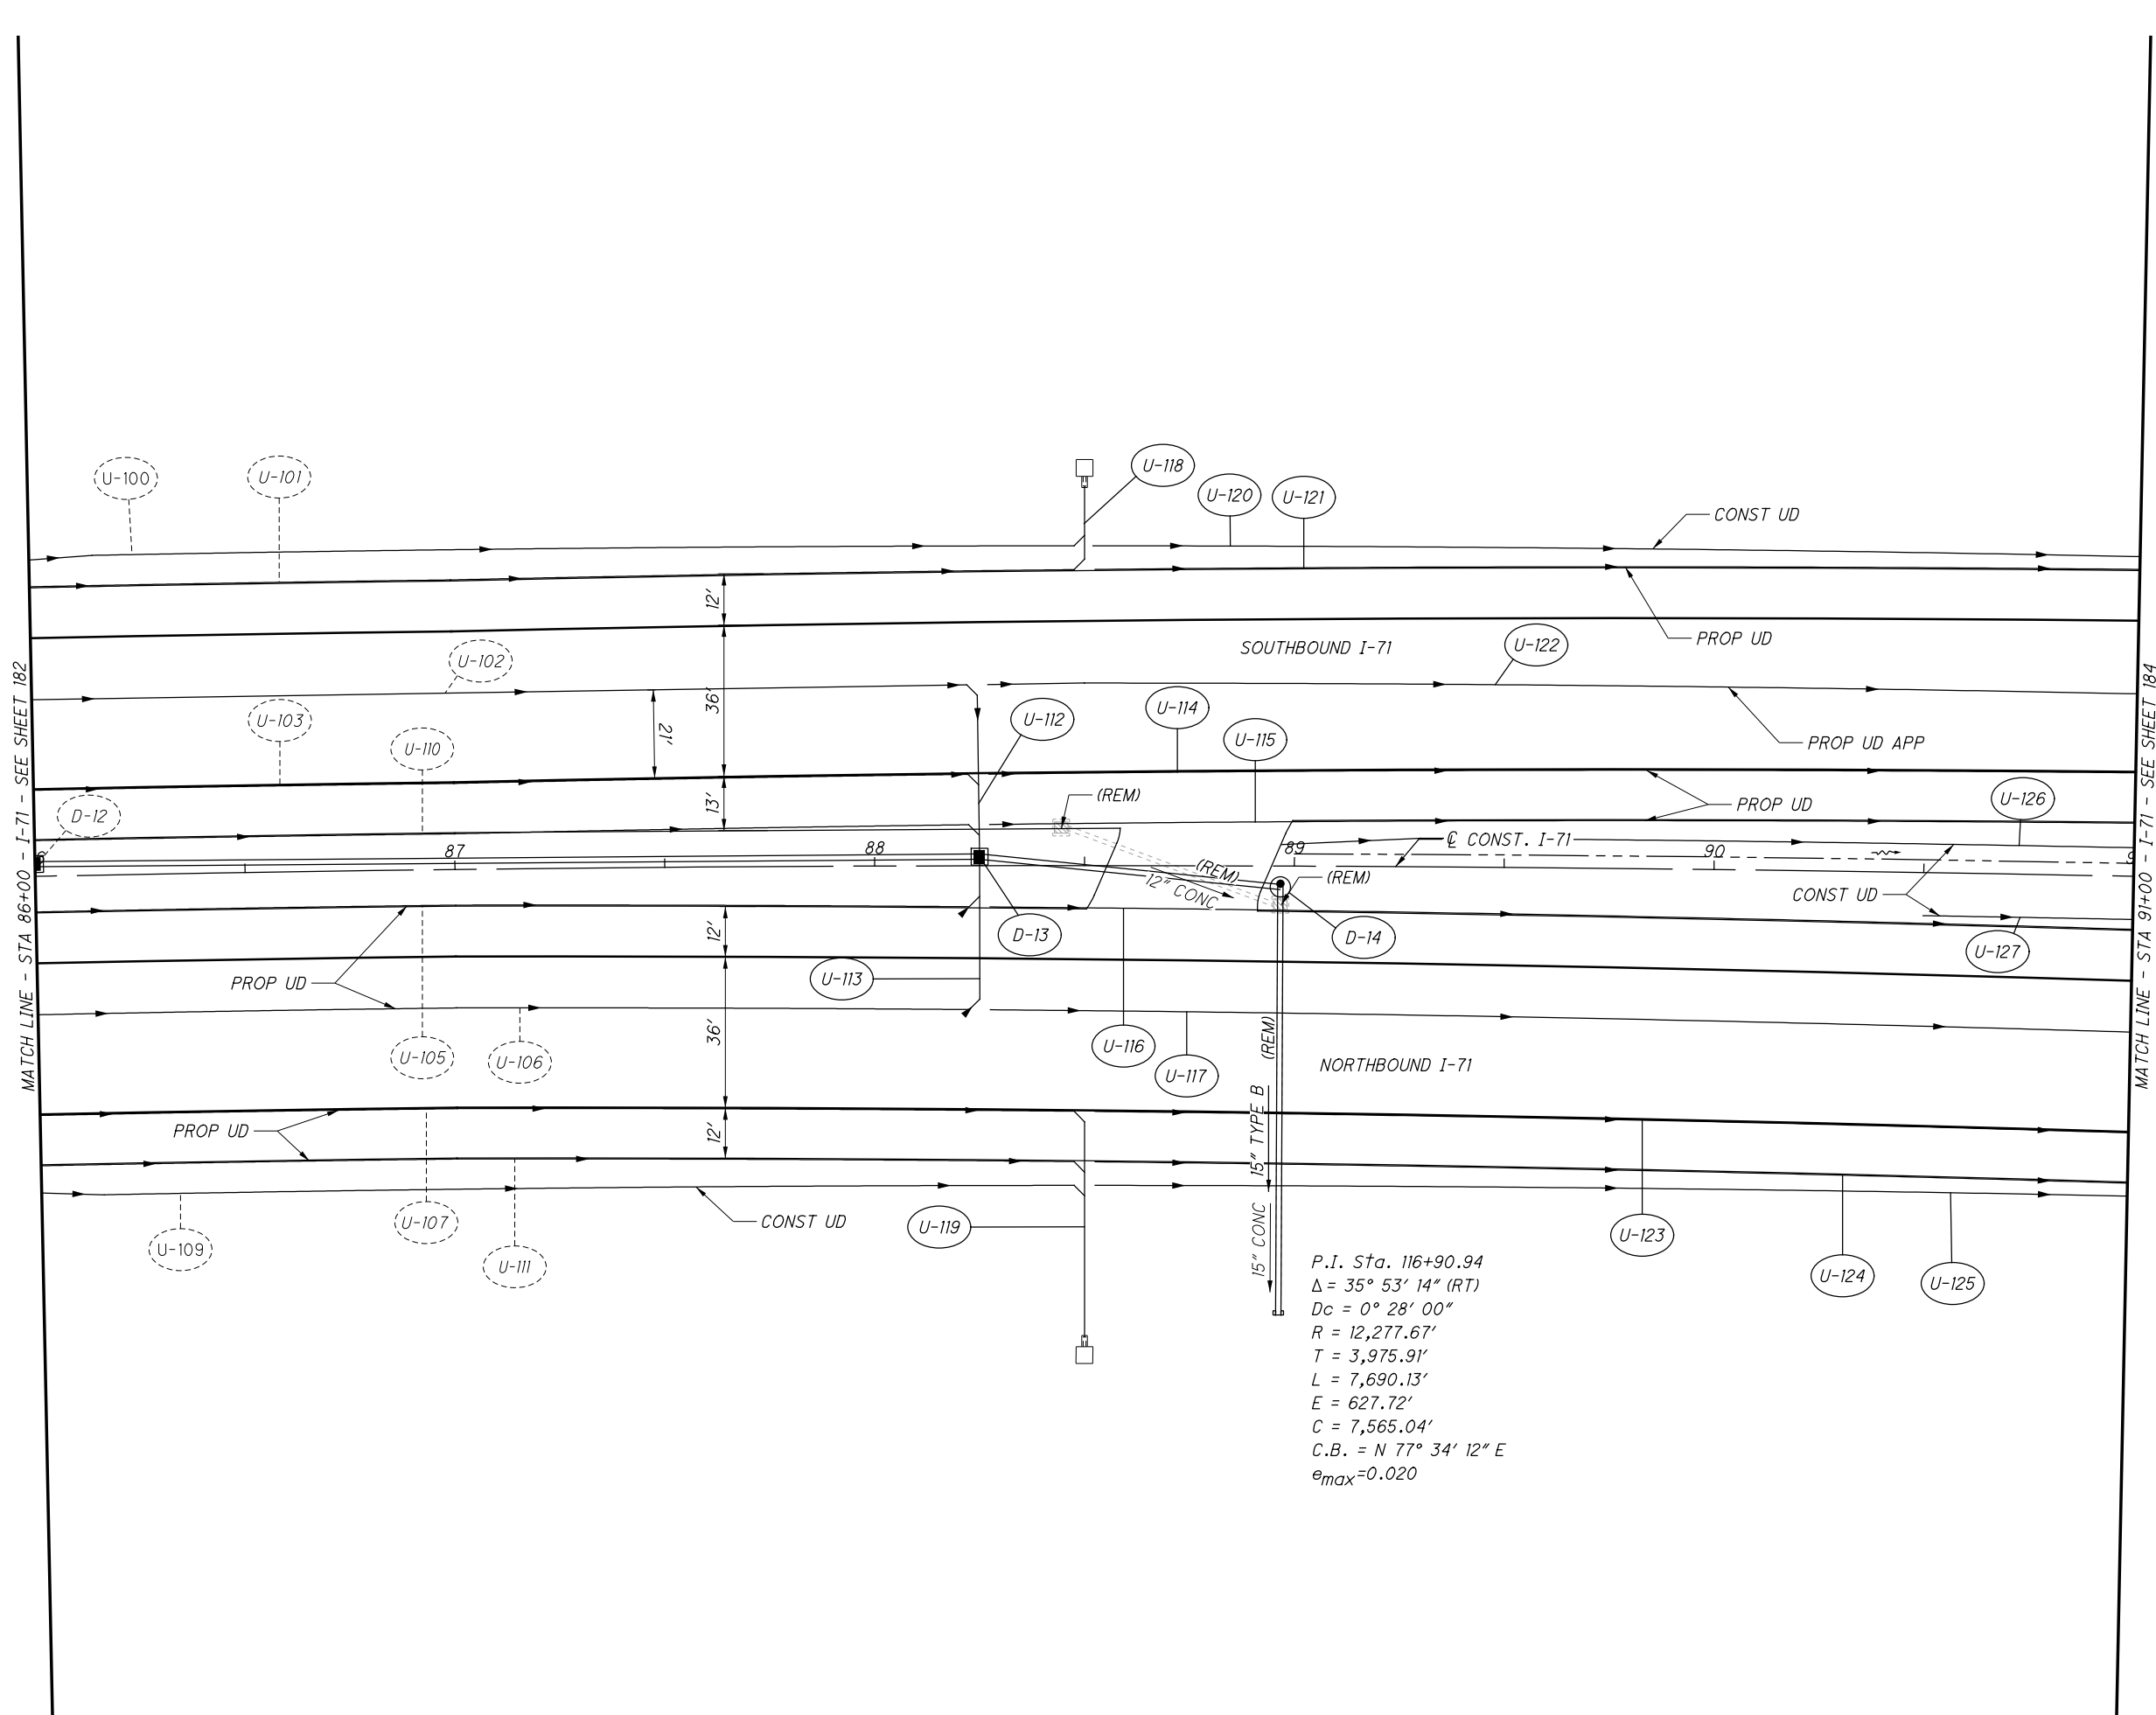 U-118
U-100
U-101
U-120
U-121
CONST UD
12'
PROP UD
SOUTHBOUND I-71
U-122
U-102
36'
21'
U-103
U-110
U-112
U-114
U-115
PROP UD APP
D-12
13'
(REM)
PROP UD
U-126
87
88
89
℄ CONST. I-71
90
9
(REM)
12" CONC
(REM)
CONST UD
12'
D-13
D-14
U-127
PROP UD
U-113
36'
U-105
U-106
U-116
U-117
(REM)
NORTHBOUND I-71
PROP UD
12'
15" TYPE B
U-109
U-107
U-111
CONST UD
U-119
15" CONC
U-123
U-124
U-125
P.I. Sta. 116+90.94
Δ = 35° 53' 14" (RT)
Dc = 0° 28' 00"
R = 12,277.67'
T = 3,975.91'
L = 7,690.13'
E = 627.72'
C = 7,565.04'
C.B. = N 77° 34' 12" E
emax=0.020
MATCH LINE - STA 86+00 - I-71 - SEE SHEET 182
MATCH LINE - STA 91+00 - I-71 - SEE SHEET 184